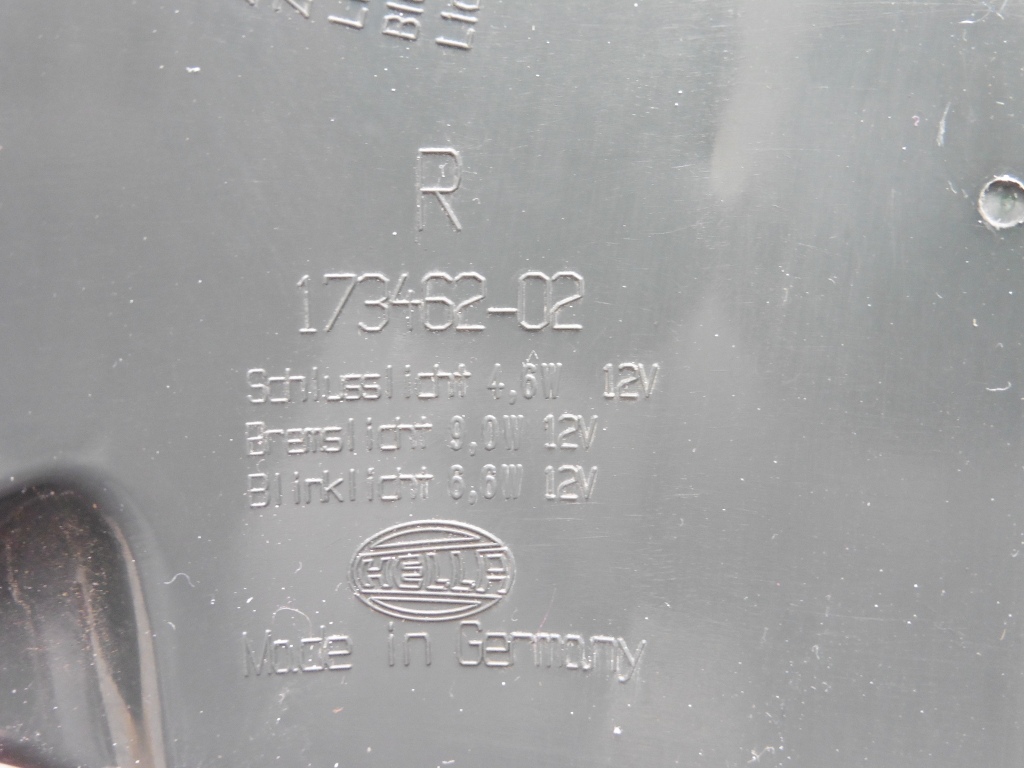 R
173462-02
Schlusslicht 4,6W 12V
Bremslicht 9,0W 12V
Blinklicht 6,6W 12V
HELLA
Made in Germany